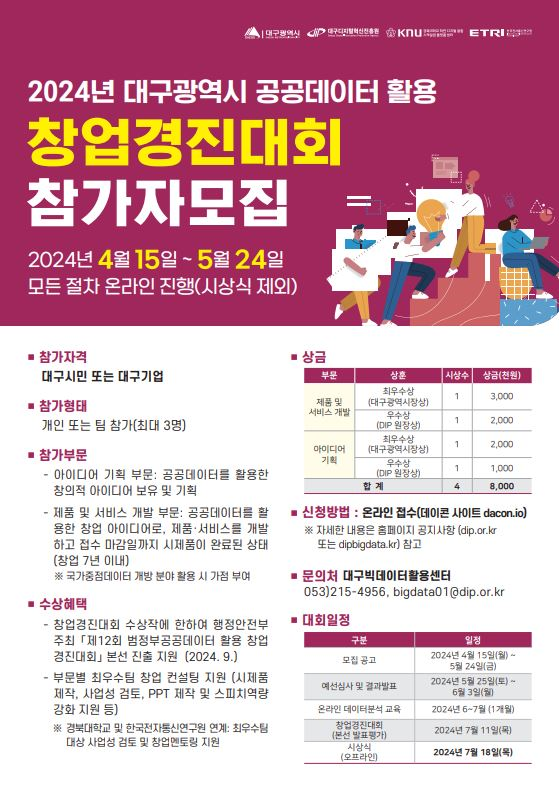 대구광역시
대구디지털혁신진흥원
KNU
ETRI
2024년 대구광역시 공공데이터 활용
창업경진대회
참가자모집
2024년 4월 15일 ~ 5월 24일
모든 절차 온라인 진행(시상식 제외)
■ 참가자격
대구시민 또는 대구기업
■ 참가형태
개인 또는 팀 참가(최대 3명)
■ 참가부문
- 아이디어 기획 부문: 공공데이터를 활용한
창의적 아이디어 보유 및 기획
- 제품 및 서비스 개발 부문: 공공데이터를 활
용한 창업 아이디어로, 제품·서비스를 개발
하고 접수 마감일까지 시제품이 완료된 상태
(창업 7년 이내)
※ 국가중점데이터 개방 분야 활용 시 가점 부여
■ 수상혜택
- 창업경진대회 수상작에 한하여 행정안전부
주최 「제12회 범정부공공데이터 활용 창업
경진대회」 본선 진출 지원 (2024. 9.)
- 부문별 최우수팀 창업 컨설팅 지원 (시제품
제작, 사업성 검토, PPT 제작 및 스피치역량
강화 지원 등)
※ 경북대학교 및 한국전자통신연구원 연계: 최우수팀
대상 사업성 검토 및 창업멘토링 지원
■ 상금
부문 상훈 시상수 상금(천원)
제품 및
서비스 개발
최우수상
(대구광역시장상) 1 3,000
우수상
(DIP 원장상) 1 2,000
아이디어
기획
최우수상
(대구광역시장상) 1 2,000
우수상
(DIP 원장상) 1 1,000
합 계 4 8,000
■ 신청방법 : 온라인 접수(데이콘 사이트 dacon.io)
※ 자세한 내용은 홈페이지 공지사항 (dip.or.kr
또는 dipbigdata.kr) 참고
■ 문의처 대구빅데이터활용센터
053)215-4956, bigdata01@dip.or.kr
■ 대회일정
구분 일정
모집 공고 2024년 4월 15일(월) ~
5월 24일(금)
예선심사 및 결과발표 2024년 5월 25일(토) ~
6월 3일(월)
온라인 데이터분석 교육 2024년 6~7월 (1개월)
창업경진대회
(본선 발표평가) 2024년 7월 11일(목)
시상식
(오프라인) 2024년 7월 18일(목)